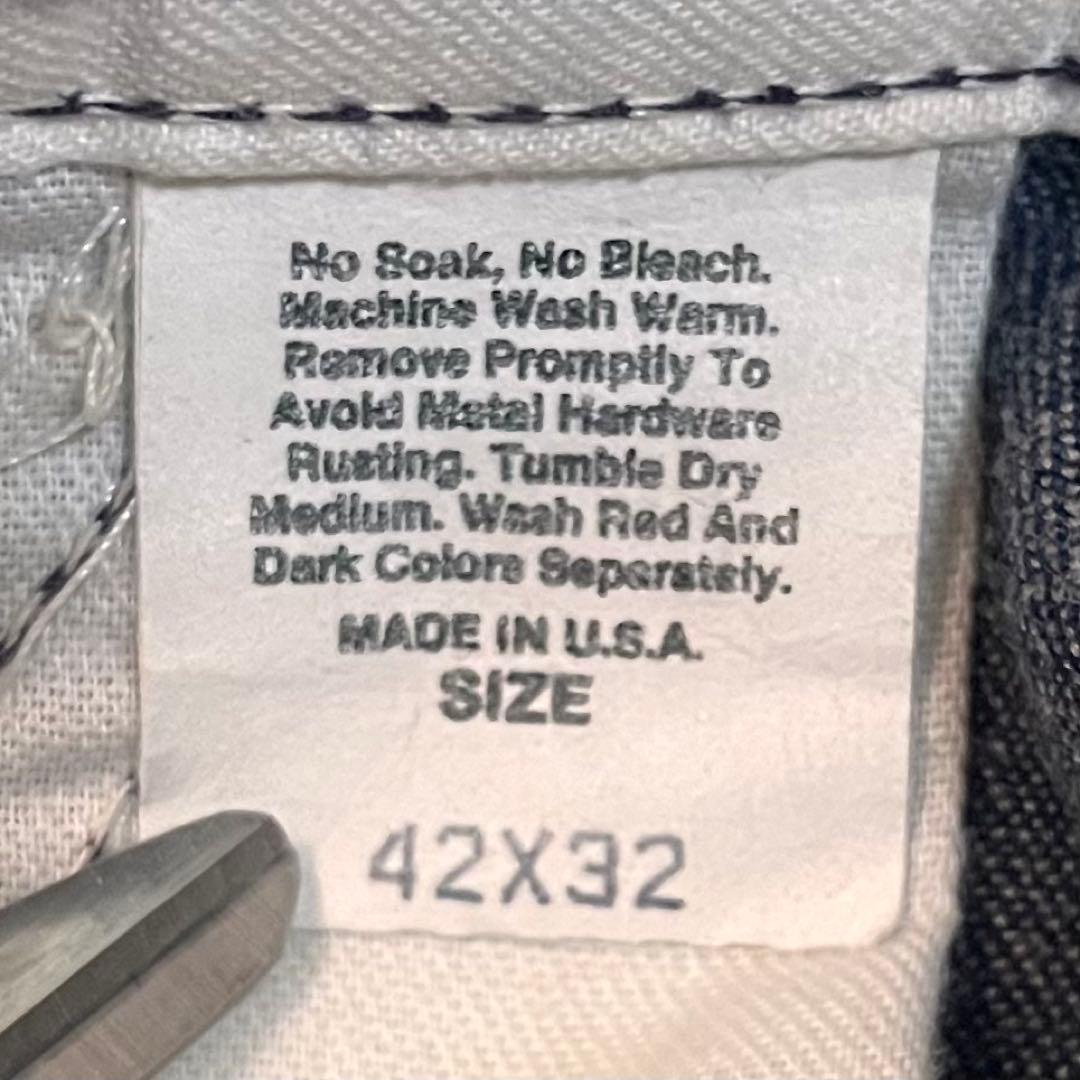 No Soak, No Bleach.
Machine Wash Warm.
Remove Promptly To
Avoid Metal Hardware
Rusting. Tumble Dry
Medium. Wash Red And
Dark Colors Separately.
MADE IN U.S.A.
SIZE
42X32